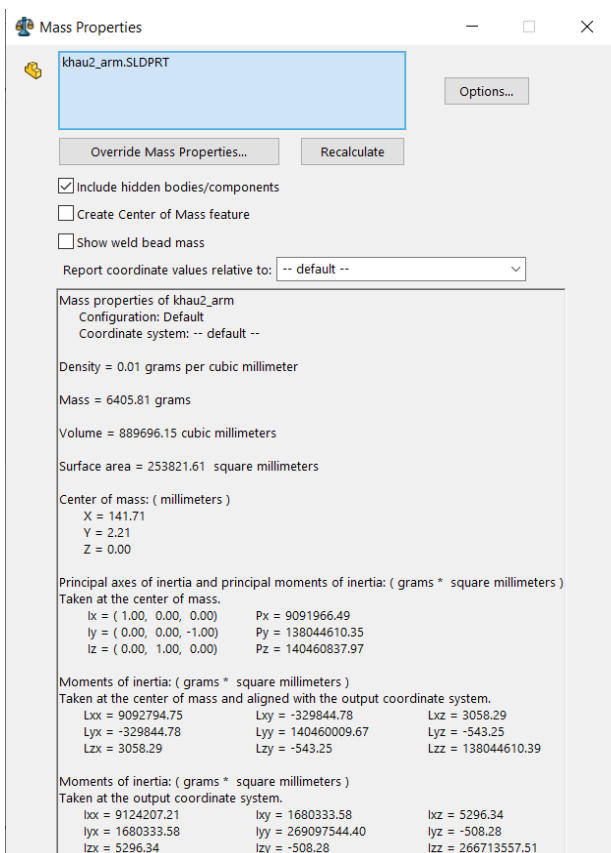 Mass Properties
khau2_arm.SLDPRT
Options...
Override Mass Properties... Recalculate
Include hidden bodies/components
Create Center of Mass feature
Show weld bead mass
Report coordinate values relative to: -- default --
Mass properties of khau2_arm
Configuration: Default
Coordinate system: -- default --
Density = 0.01 grams per cubic millimeter
Mass = 6405.81 grams
Volume = 889696.15 cubic millimeters
Surface area = 253821.61 square millimeters
Center of mass: ( millimeters )
X = 141.71
Y = 2.21
Z = 0.00
Principal axes of inertia and principal moments of inertia: ( grams * square millimeters )
Taken at the center of mass.
Ix = ( 1.00, 0.00, 0.00) Px = 9091966.49
Iy = ( 0.00, 0.00, -1.00) Py = 138044610.35
Iz = ( 0.00, 1.00, 0.00) Pz = 140460837.97
Moments of inertia: ( grams * square millimeters )
Taken at the center of mass and aligned with the output coordinate system.
Lxx = 9092794.75 Lxy = -329844.78 Lxz = 3058.29
Lyx = -329844.78 Lyy = 140460009.67 Lyz = -543.25
Lzx = 3058.29 Lzy = -543.25 Lzz = 138044610.39
Moments of inertia: ( grams * square millimeters )
Taken at the output coordinate system.
Ixx = 9124207.21 Ixy = 1680333.58 Ixz = 5296.34
Iyx = 1680333.58 Iyy = 269097544.40 Iyz = -508.28
Izx = 5296.34 Izy = -508.28 Izz = 266713557.51